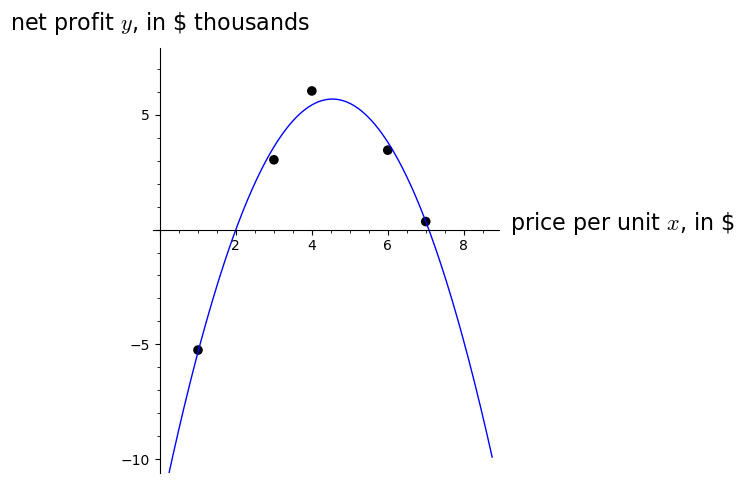 net profit y, in $ thousands
5
price per unit x, in $
2 4 6 8
−5
−10